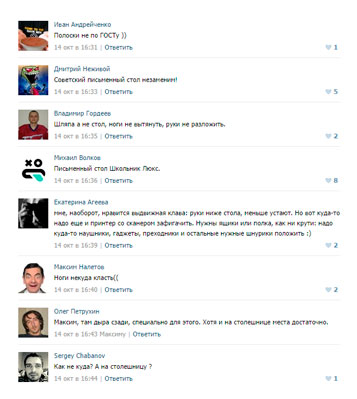 Иван Андрейченко
Полоски не по ГОСТу ))
14 окт в 16:31 | Ответить
1
Дмитрий Неживой
Советский письменный стол незаменим!
14 окт в 16:33 | Ответить
5
Владимир Гордеев
Шляпа а не стол, ноги не вытянуть, руки не разложить.
14 окт в 16:35 | Ответить
2
Михаил Волков
Письменный стол Школьник Люкс.
14 окт в 16:36 | Ответить
8
Екатерина Агеева
мне, наоборот, нравится выдвижная клава: руки ниже стола, меньше устают. Но вот куда-то
надо еще и принтер со сканером зафигачить. Нужны ящики или полка, как ни крути: надо
куда-то наушники, гаджеты, преходники и остальные нужные шнурики положить :)
14 окт в 16:39 | Ответить
2
Максим Налетов
Ноги некуда класть((
14 окт в 16:40 | Ответить
2
Олег Петрухин
Максим, там дыра сзади, специально для этого. Хотя и на столешнице места достаточно.
14 окт в 16:43 Максиму | Ответить
Sergey Chabanov
Как не куда? А на столешницу ?
14 окт в 16:44 | Ответить
1